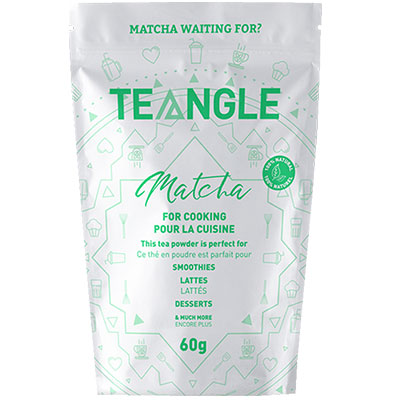 MATCHA WAITING FOR?
TEANGLE
Matcha
100% NATURAL
100% NATUREL
FOR COOKING
POUR LA CUISINE
This tea powder is perfect for
Ce thé en poudre est parfait pour
SMOOTHIES
LATTES
LATTÉS
DESSERTS
& MUCH MORE
ENCORE PLUS
60g